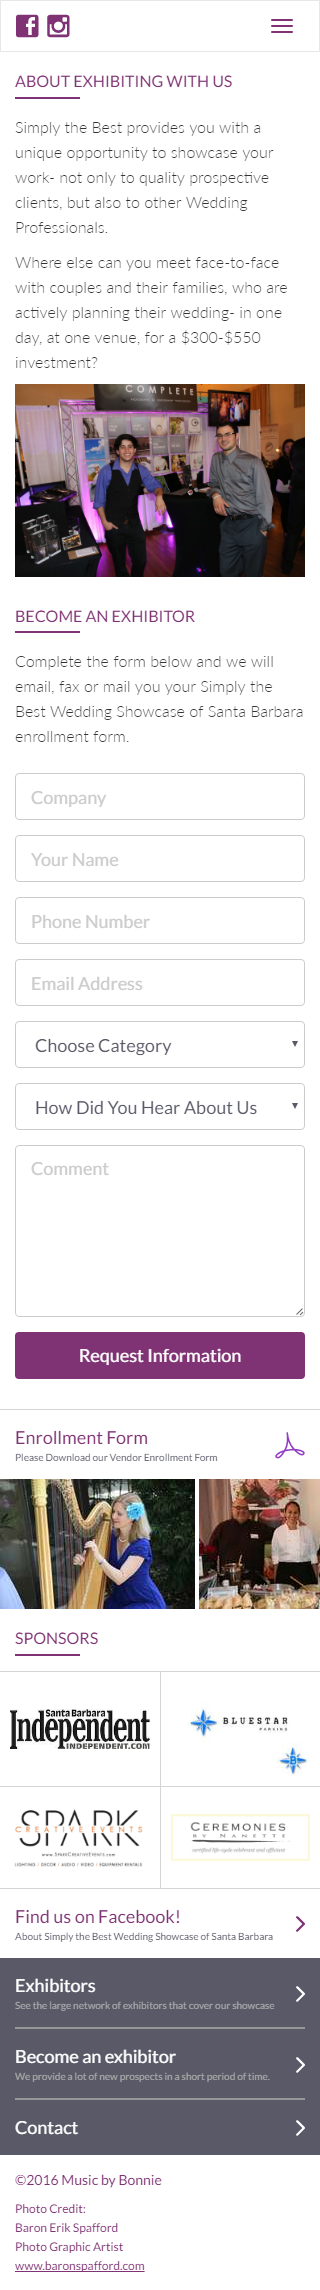 ABOUT EXHIBITING WITH US
Simply the Best provides you with a
unique opportunity to showcase your
work- not only to quality prospective
clients, but also to other Wedding
Professionals.
Where else can you meet face-to-face
with couples and their families, who are
actively planning their wedding- in one
day, at one venue, for a $300-$550
investment?
COMPLETE
BECOME AN EXHIBITOR
Complete the form below and we will
email, fax or mail you your Simply the
Best Wedding Showcase of Santa Barbara
enrollment form.
Company
Your Name
Phone Number
Email Address
Choose Category
How Did You Hear About Us
Comment
Request Information
Enrollment Form
Please Download our Vendor Enrollment Form
SPONSORS
Santa Barbara
Independent
INDEPENDENT.COM
BLUESTAR
PARKING
B
SPARK
CREATIVE EVENTS
www.SparkCreativeEvents.com
LIGHTING / DECOR / AUDIO / VIDEO / EQUIPMENT RENTALS
CEREMONIES
BY NANETTE
certified life-cycle celebrant and officiant
Find us on Facebook!
About Simply the Best Wedding Showcase of Santa Barbara
Exhibitors
See the large network of exhibitors that cover our showcase
Become an exhibitor
We provide a lot of new prospects in a short period of time.
Contact
©2016 Music by Bonnie
Photo Credit:
Baron Erik Spafford
Photo Graphic Artist
www.baronspafford.com